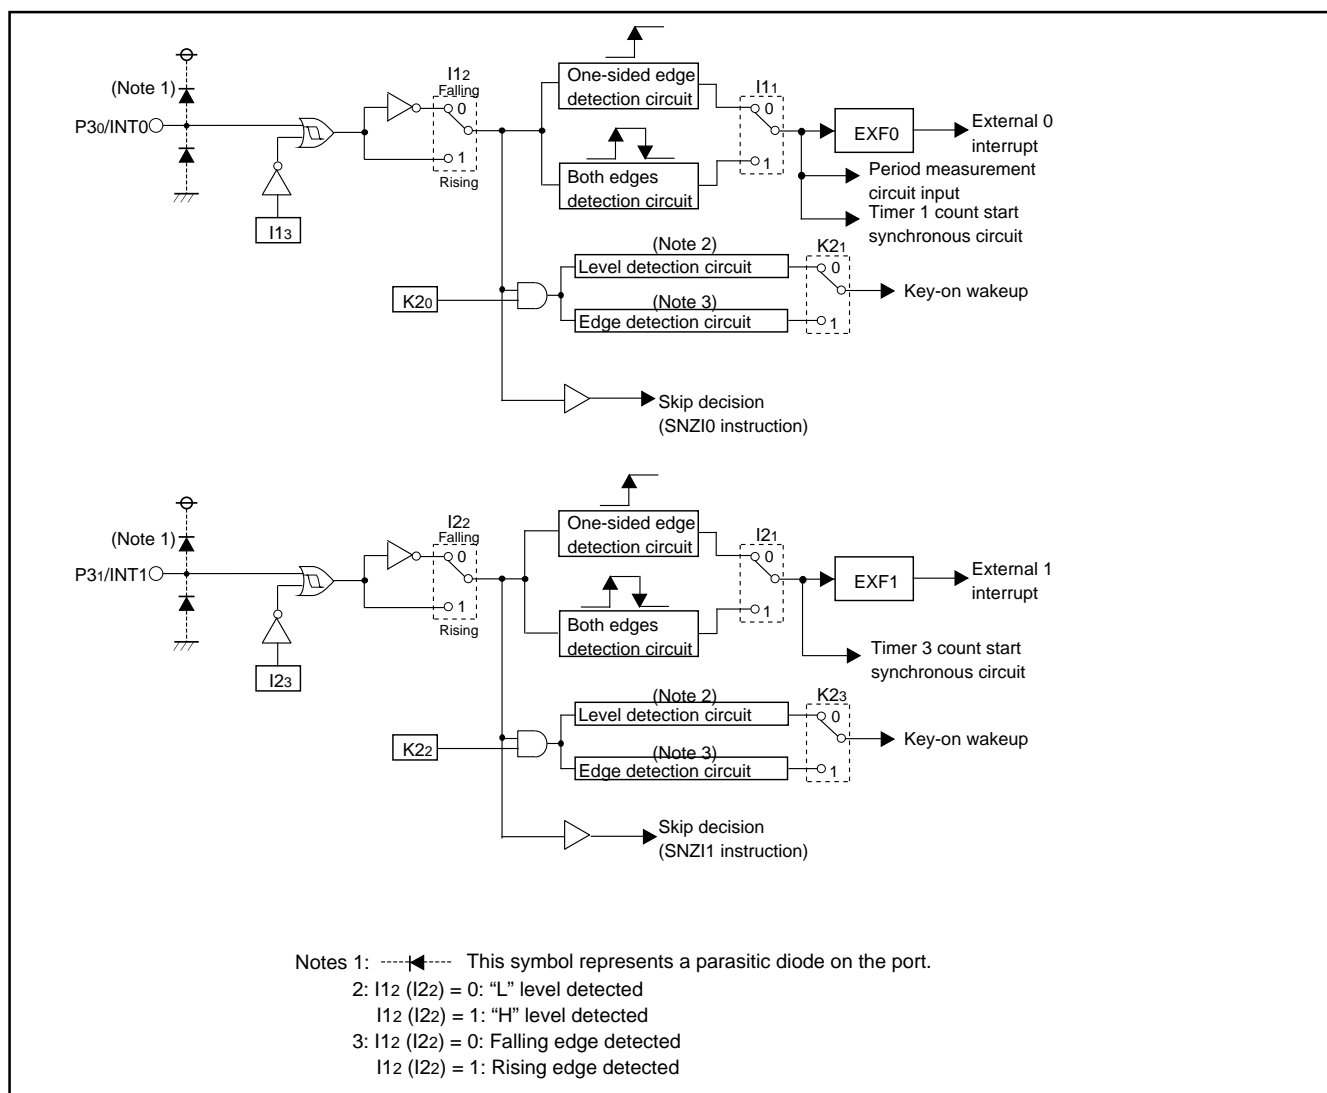 (Note 1)
P30/INT0
I13
I12
Falling
0
1
Rising
One-sided edge
detection circuit
Both edges
detection circuit
I11
0
1
EXF0
External 0
interrupt
Period measurement
circuit input
Timer 1 count start
synchronous circuit
K20
(Note 2)
Level detection circuit
(Note 3)
Edge detection circuit
K21
0
1
Key-on wakeup
Skip decision
(SNZI0 instruction)
(Note 1)
P31/INT1
I23
I22
Falling
0
1
Rising
One-sided edge
detection circuit
Both edges
detection circuit
I21
0
1
EXF1
External 1
interrupt
Timer 3 count start
synchronous circuit
K22
(Note 2)
Level detection circuit
(Note 3)
Edge detection circuit
K23
0
1
Key-on wakeup
Skip decision
(SNZI1 instruction)
Notes 1: This symbol represents a parasitic diode on the port.
2: I12 (I22) = 0: “L” level detected
I12 (I22) = 1: “H” level detected
3: I12 (I22) = 0: Falling edge detected
I12 (I22) = 1: Rising edge detected